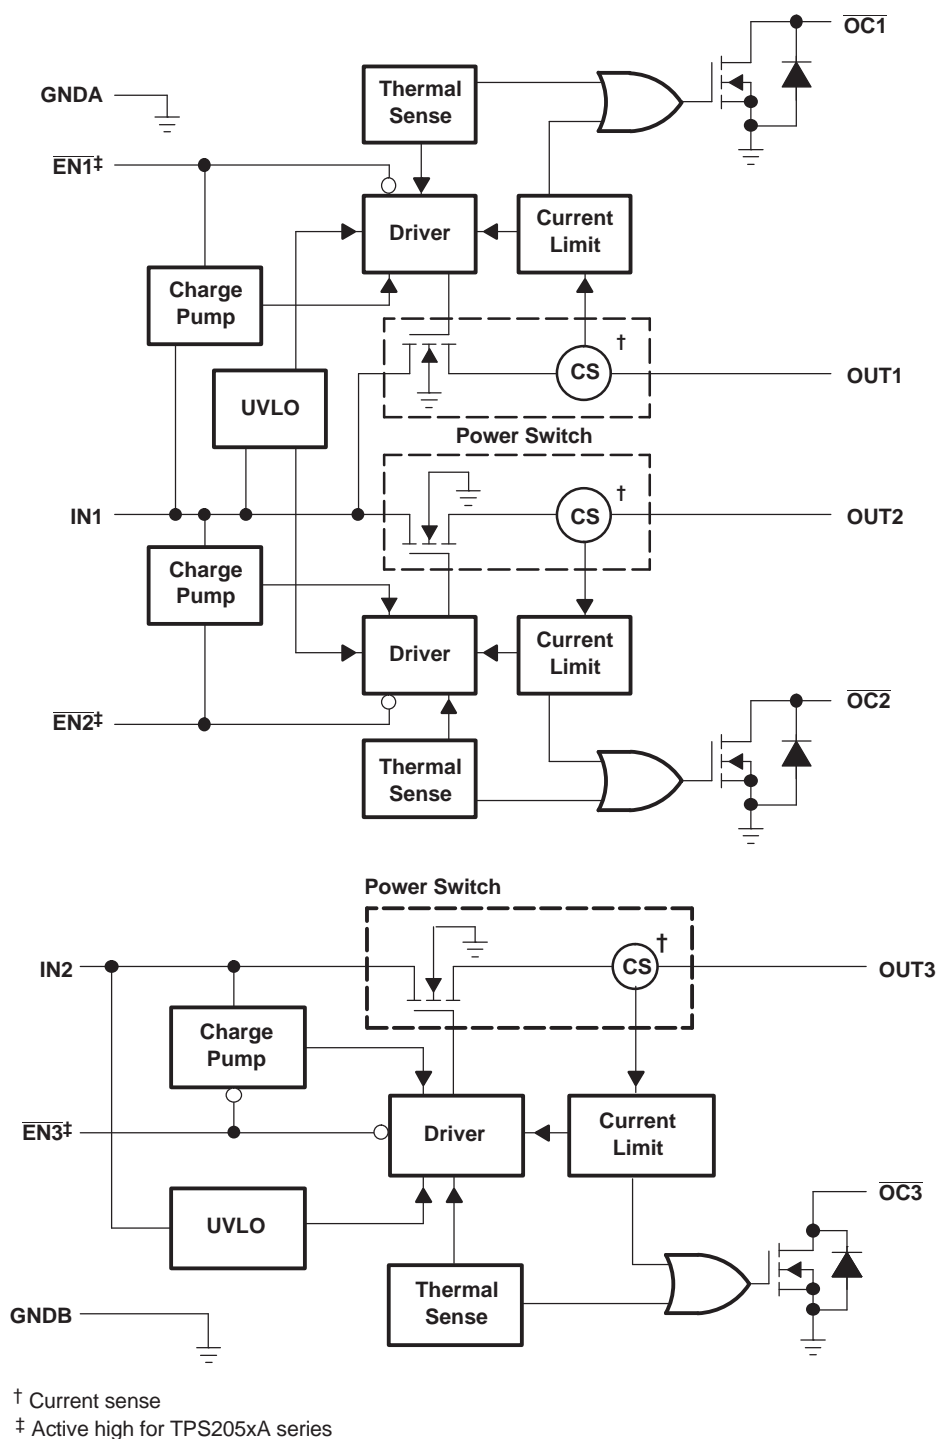 OC1
Thermal
Sense
GNDA
EN1‡
Driver
Current
Limit
Charge
Pump
†
CS
OUT1
UVLO
Power Switch
†
IN1
CS
OUT2
Charge
Pump
Driver
Current
Limit
EN2‡
OC2
Thermal
Sense
Power Switch
†
IN2
CS
OUT3
Charge
Pump
EN3‡
Driver
Current
Limit
OC3
UVLO
Thermal
Sense
GNDB
† Current sense
‡ Active high for TPS205xA series